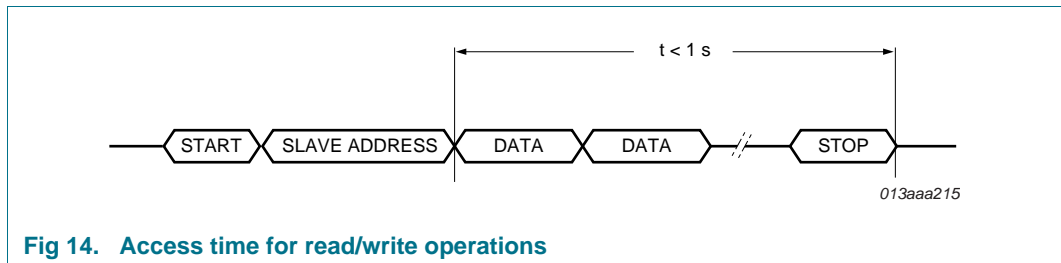 t < 1 s
START SLAVE ADDRESS DATA DATA STOP
013aaa215
Fig 14. Access time for read/write operations